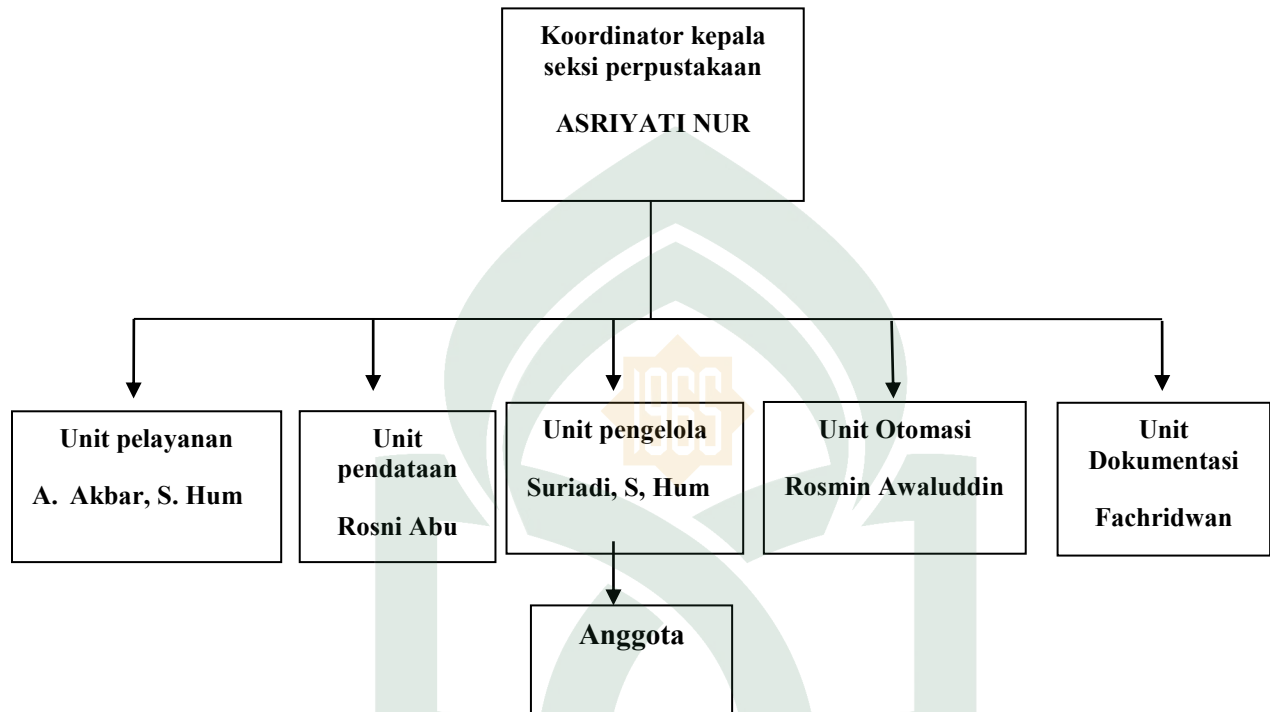 Koordinator kepala
seksi perpustakaan
ASRIYATI NUR
1965
Unit pelayanan
A. Akbar, S. Hum
Unit
pendataan
Rosni Abu
Unit pengelola
Suriadi, S, Hum
Unit Otomasi
Rosmin Awaluddin
Unit
Dokumentasi
Fachridwan
Anggota